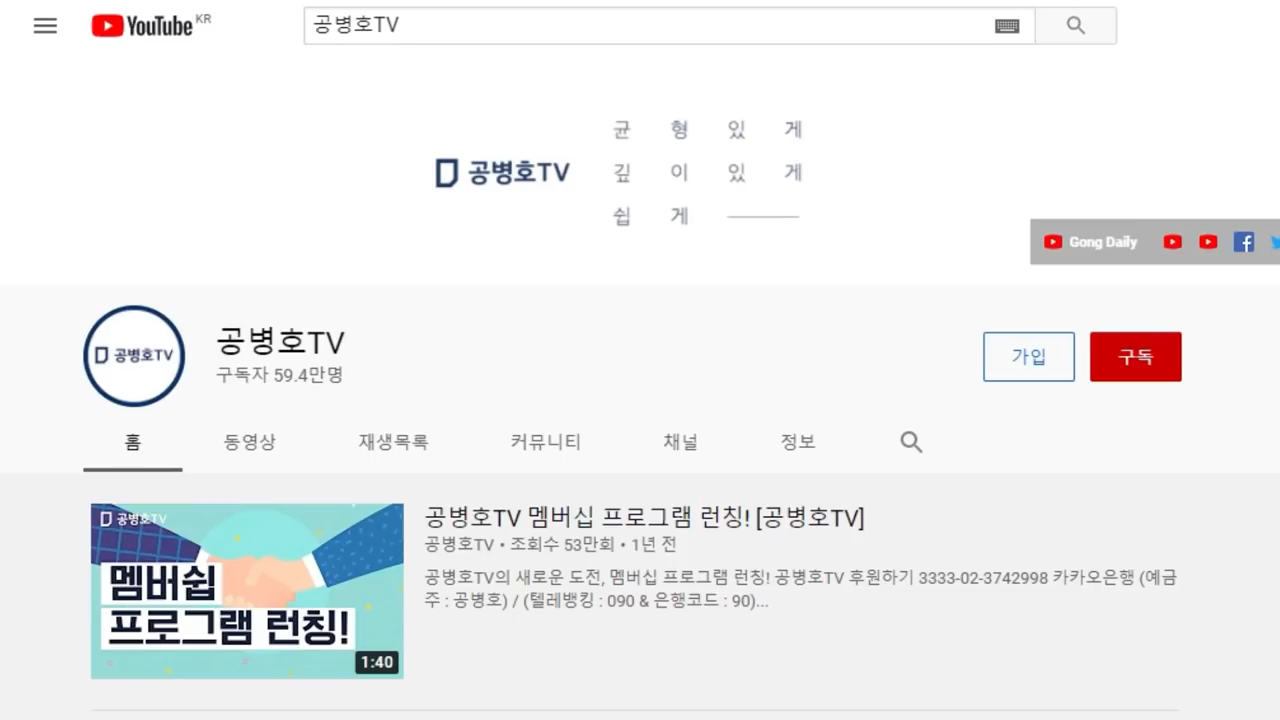 YouTube KR
공병호TV
균형있게
공병호TV
깊이있게
쉽게
Gong Daily
공병호TV
공병호TV
구독자 59.4만명
가입
구독
홈
동영상
재생목록
커뮤니티
채널
정보
공병호TV
멤버쉽
프로그램 런칭!
1:40
공병호TV 멤버십 프로그램 런칭! [공병호TV]
공병호TV • 조회수 53만회 • 1년 전
공병호TV의 새로운 도전, 멤버십 프로그램 런칭! 공병호TV 후원하기 3333-02-3742998 카카오은행 (예금
주 : 공병호) / (텔레뱅킹 : 090 & 은행코드 : 90)...